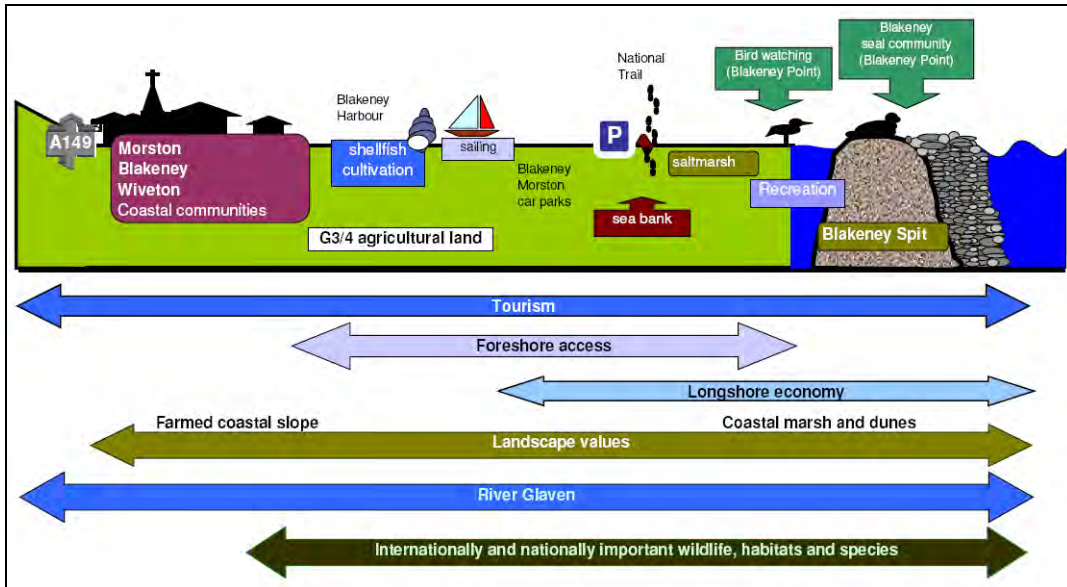 Blakeney
seal community
(Blakeney Point)
Bird watching
(Blakeney Point)
National
Trail
Blakeney
Harbour
A149
P
Morston
Blakeney
Wiveton
Coastal communities
shellfish
cultivation
sailing
Blakeney
Morston
car parks
saltmarsh
Recreation
sea bank
G3/4 agricultural land
Blakeney Spit
Tourism
Foreshore access
Longshore economy
Farmed coastal slope
Coastal marsh and dunes
Landscape values
River Glaven
Internationally and nationally important wildlife, habitats and species